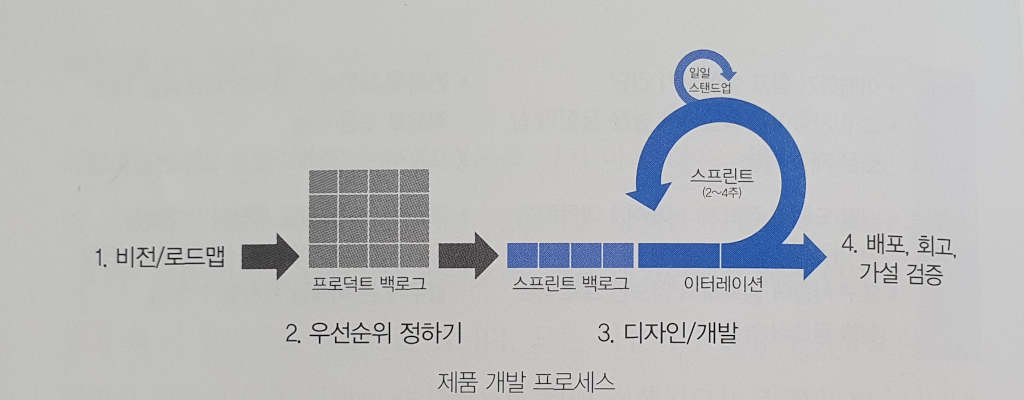 일일
스탠드업
스프린트
(2~4주)
1. 비전/로드맵
4. 배포, 회고,
가설 검증
프로덕트 백로그
스프린트 백로그
이터레이션
2. 우선순위 정하기
3. 디자인/개발
제품 개발 프로세스